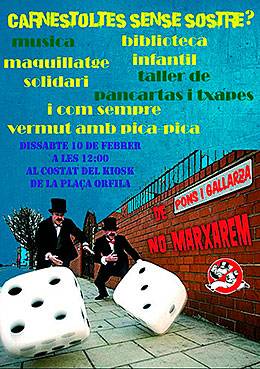 CARNESTOLTES SENSE SOSTRE?
musica
biblioteca
maquillatge
infantil
solidari
taller de
pancartas i txapes
i com sempre
vermut amb pica-pica
DISSABTE 10 DE FEBRER
A LES 12:00
AL COSTAT DEL KIOSK
DE LA PLAÇA ORFILA
DE
PONS I GALLARZA
NO MARXAREM